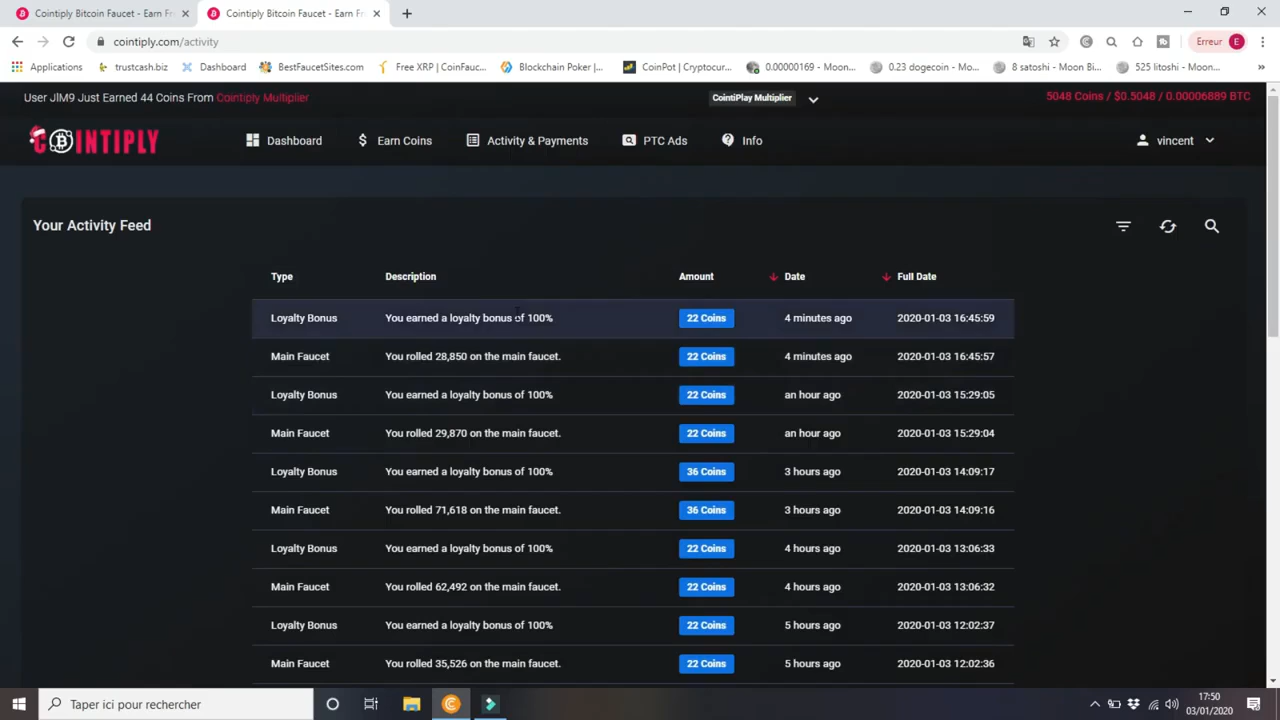 Cointiply Bitcoin Faucet - Earn Fr
Cointiply Bitcoin Faucet - Earn Fr
cointiply.com/activity
Erreur E
Applications
trustcash.biz
Dashboard
BestFaucetSites.com
Free XRP | CoinFauc...
Blockchain Poker |...
CoinPot | Cryptocur...
0.00000169 - Moon...
0.23 dogecoin - Mo...
8 satoshi - Moon Bi...
525 litoshi - Moon...
»
User JIM9 Just Earned 44 Coins From Cointiply Multiplier
CointiPlay Multiplier
5048 Coins / $0.5048 / 0.00006889 BTC
COINTIPLY
Dashboard
Earn Coins
Activity & Payments
PTC Ads
Info
vincent
Your Activity Feed
Type Description Amount Date Full Date
Loyalty Bonus You earned a loyalty bonus of 100% 22 Coins 4 minutes ago 2020-01-03 16:45:59
Main Faucet You rolled 28,850 on the main faucet. 22 Coins 4 minutes ago 2020-01-03 16:45:57
Loyalty Bonus You earned a loyalty bonus of 100% 22 Coins an hour ago 2020-01-03 15:29:05
Main Faucet You rolled 29,870 on the main faucet. 22 Coins an hour ago 2020-01-03 15:29:04
Loyalty Bonus You earned a loyalty bonus of 100% 36 Coins 3 hours ago 2020-01-03 14:09:17
Main Faucet You rolled 71,618 on the main faucet. 36 Coins 3 hours ago 2020-01-03 14:09:16
Loyalty Bonus You earned a loyalty bonus of 100% 22 Coins 4 hours ago 2020-01-03 13:06:33
Main Faucet You rolled 62,492 on the main faucet. 22 Coins 4 hours ago 2020-01-03 13:06:32
Loyalty Bonus You earned a loyalty bonus of 100% 22 Coins 5 hours ago 2020-01-03 12:02:37
Main Faucet You rolled 35,526 on the main faucet. 22 Coins 5 hours ago 2020-01-03 12:02:36
Taper ici pour rechercher
17:50
03/01/2020